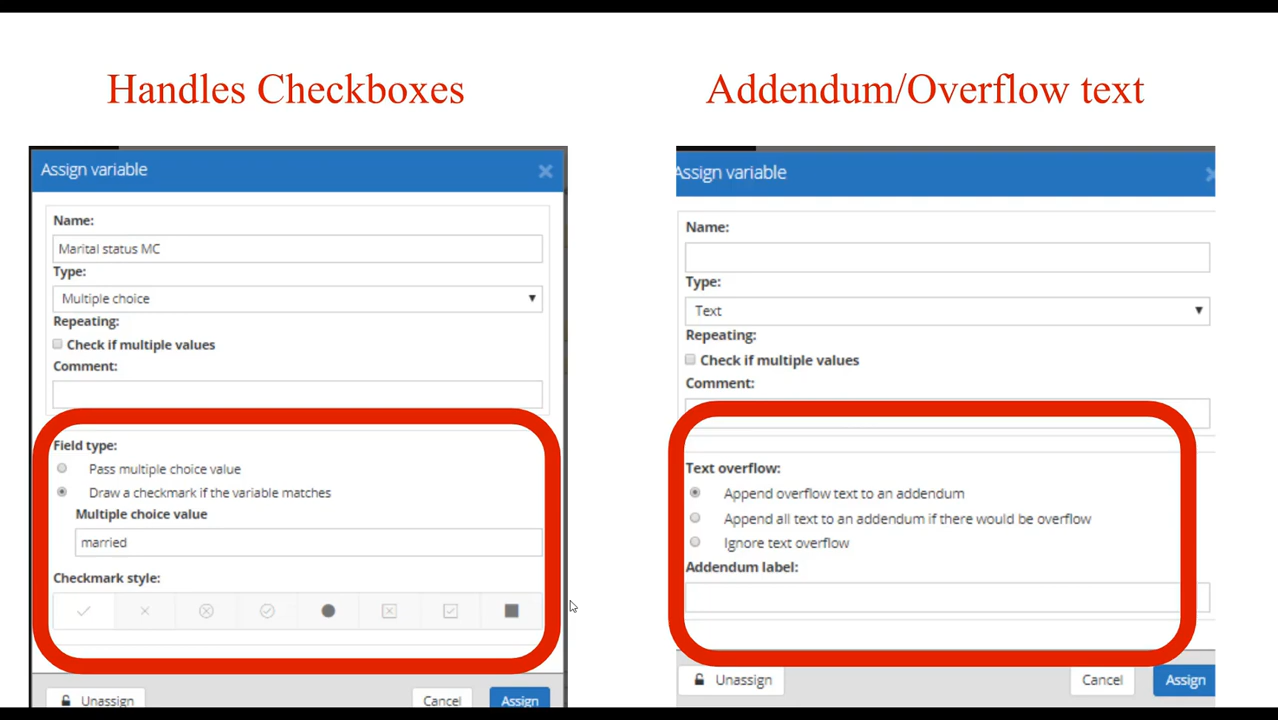 Handles Checkboxes
Assign variable
Name:
Marital status MC
Type:
Multiple choice
Repeating:
Check if multiple values
Comment:
Field type:
Pass multiple choice value
Draw a checkmark if the variable matches
Multiple choice value
married
Checkmark style:
Unassign
Cancel
Assign
Addendum/Overflow text
Assign variable
Name:
Type:
Text
Repeating:
Check if multiple values
Comment:
Text overflow:
Append overflow text to an addendum
Append all text to an addendum if there would be overflow
Ignore text overflow
Addendum label:
Unassign
Cancel
Assign